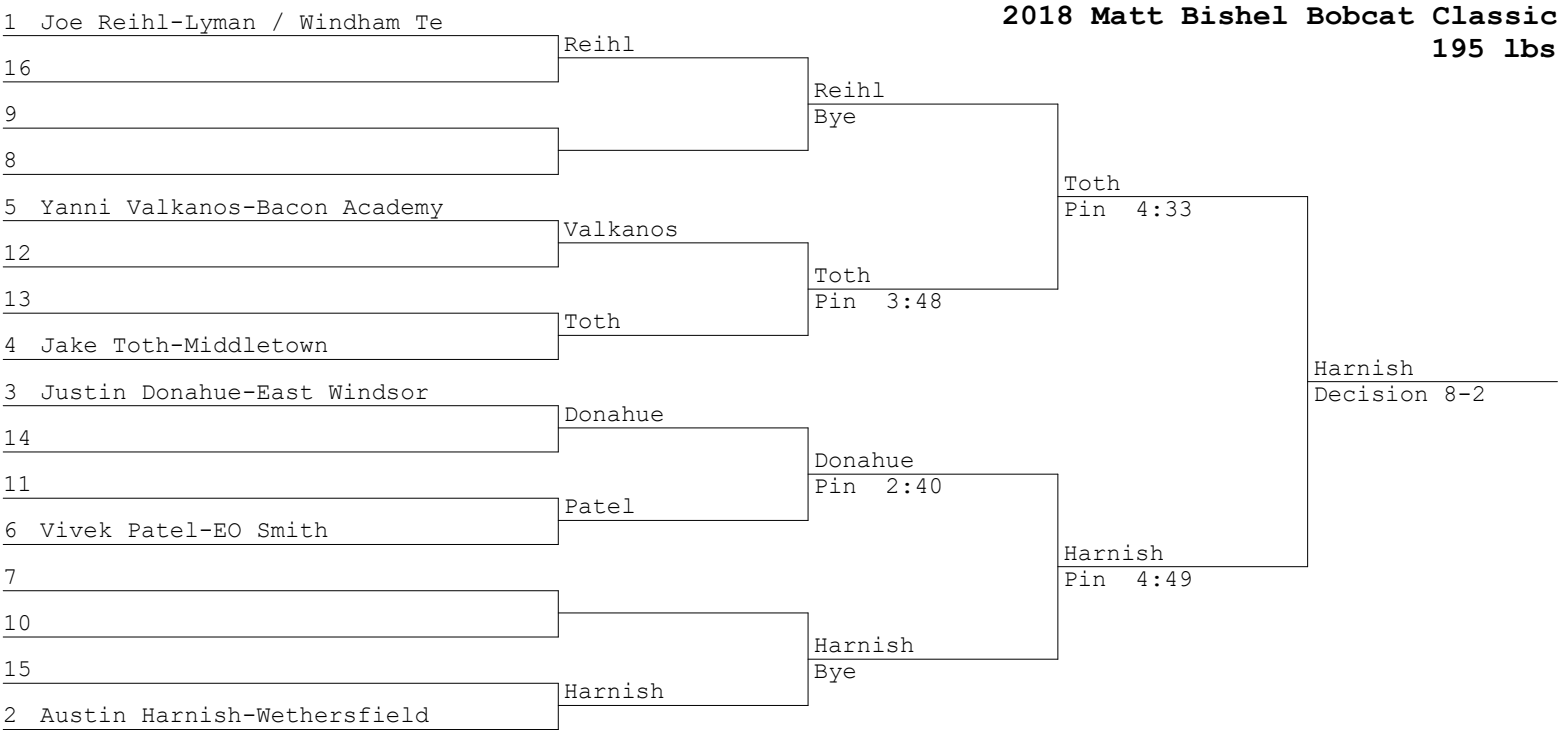 2018 Matt Bishel Bobcat Classic
195 lbs
1 Joe Reihl-Lyman / Windham Te
16
9
8
5 Yanni Valkanos-Bacon Academy
12
13
4 Jake Toth-Middletown
3 Justin Donahue-East Windsor
14
11
6 Vivek Patel-EO Smith
7
10
15
2 Austin Harnish-Wethersfield
Reihl
Valkanos
Toth
Donahue
Patel
Harnish
Reihl
Bye
Toth
Pin 3:48
Donahue
Pin 2:40
Harnish
Bye
Toth
Pin 4:33
Harnish
Pin 4:49
Harnish
Decision 8-2